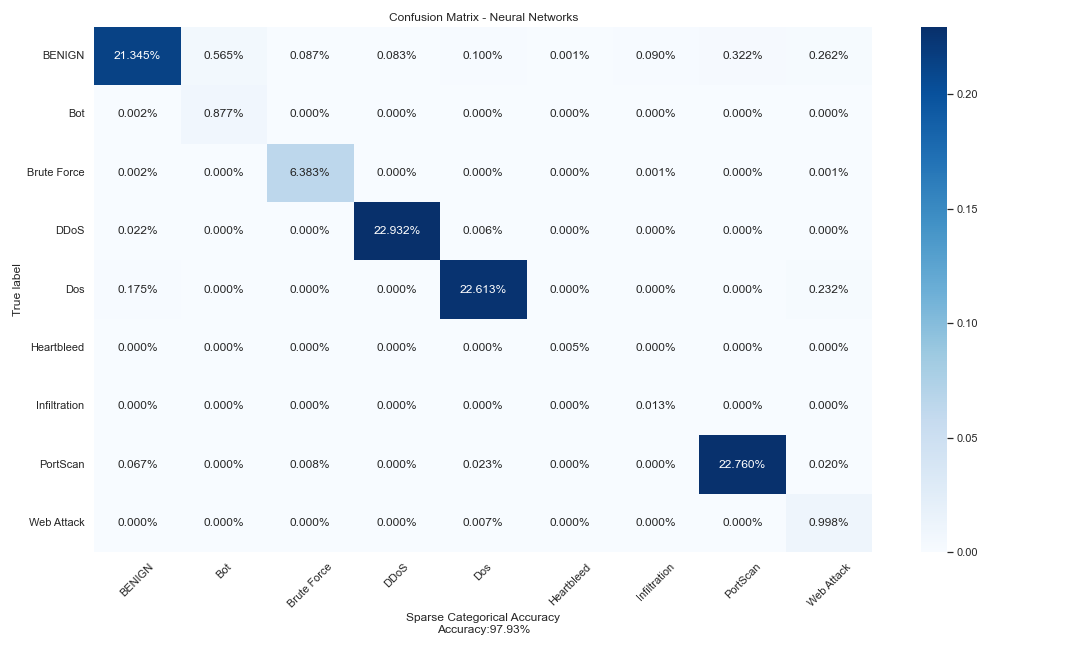 Confusion Matrix - Neural Networks
BENIGN 21.345% 0.565% 0.087% 0.083% 0.100% 0.001% 0.090% 0.322% 0.262%
Bot 0.002% 0.877% 0.000% 0.000% 0.000% 0.000% 0.000% 0.000% 0.000%
Brute Force 0.002% 0.000% 6.383% 0.000% 0.000% 0.000% 0.001% 0.000% 0.001%
DDoS 0.022% 0.000% 0.000% 22.932% 0.006% 0.000% 0.000% 0.000% 0.000%
Dos 0.175% 0.000% 0.000% 0.000% 22.613% 0.000% 0.000% 0.000% 0.232%
Heartbleed 0.000% 0.000% 0.000% 0.000% 0.000% 0.005% 0.000% 0.000% 0.000%
Infiltration 0.000% 0.000% 0.000% 0.000% 0.000% 0.000% 0.013% 0.000% 0.000%
PortScan 0.067% 0.000% 0.008% 0.000% 0.023% 0.000% 0.000% 22.760% 0.020%
Web Attack 0.000% 0.000% 0.000% 0.000% 0.007% 0.000% 0.000% 0.000% 0.998%
True label
BENIGN Bot Brute Force DDoS Dos Heartbleed Infiltration PortScan Web Attack
Sparse Categorical Accuracy
Accuracy:97.93%
0.20
0.15
0.10
0.05
0.00